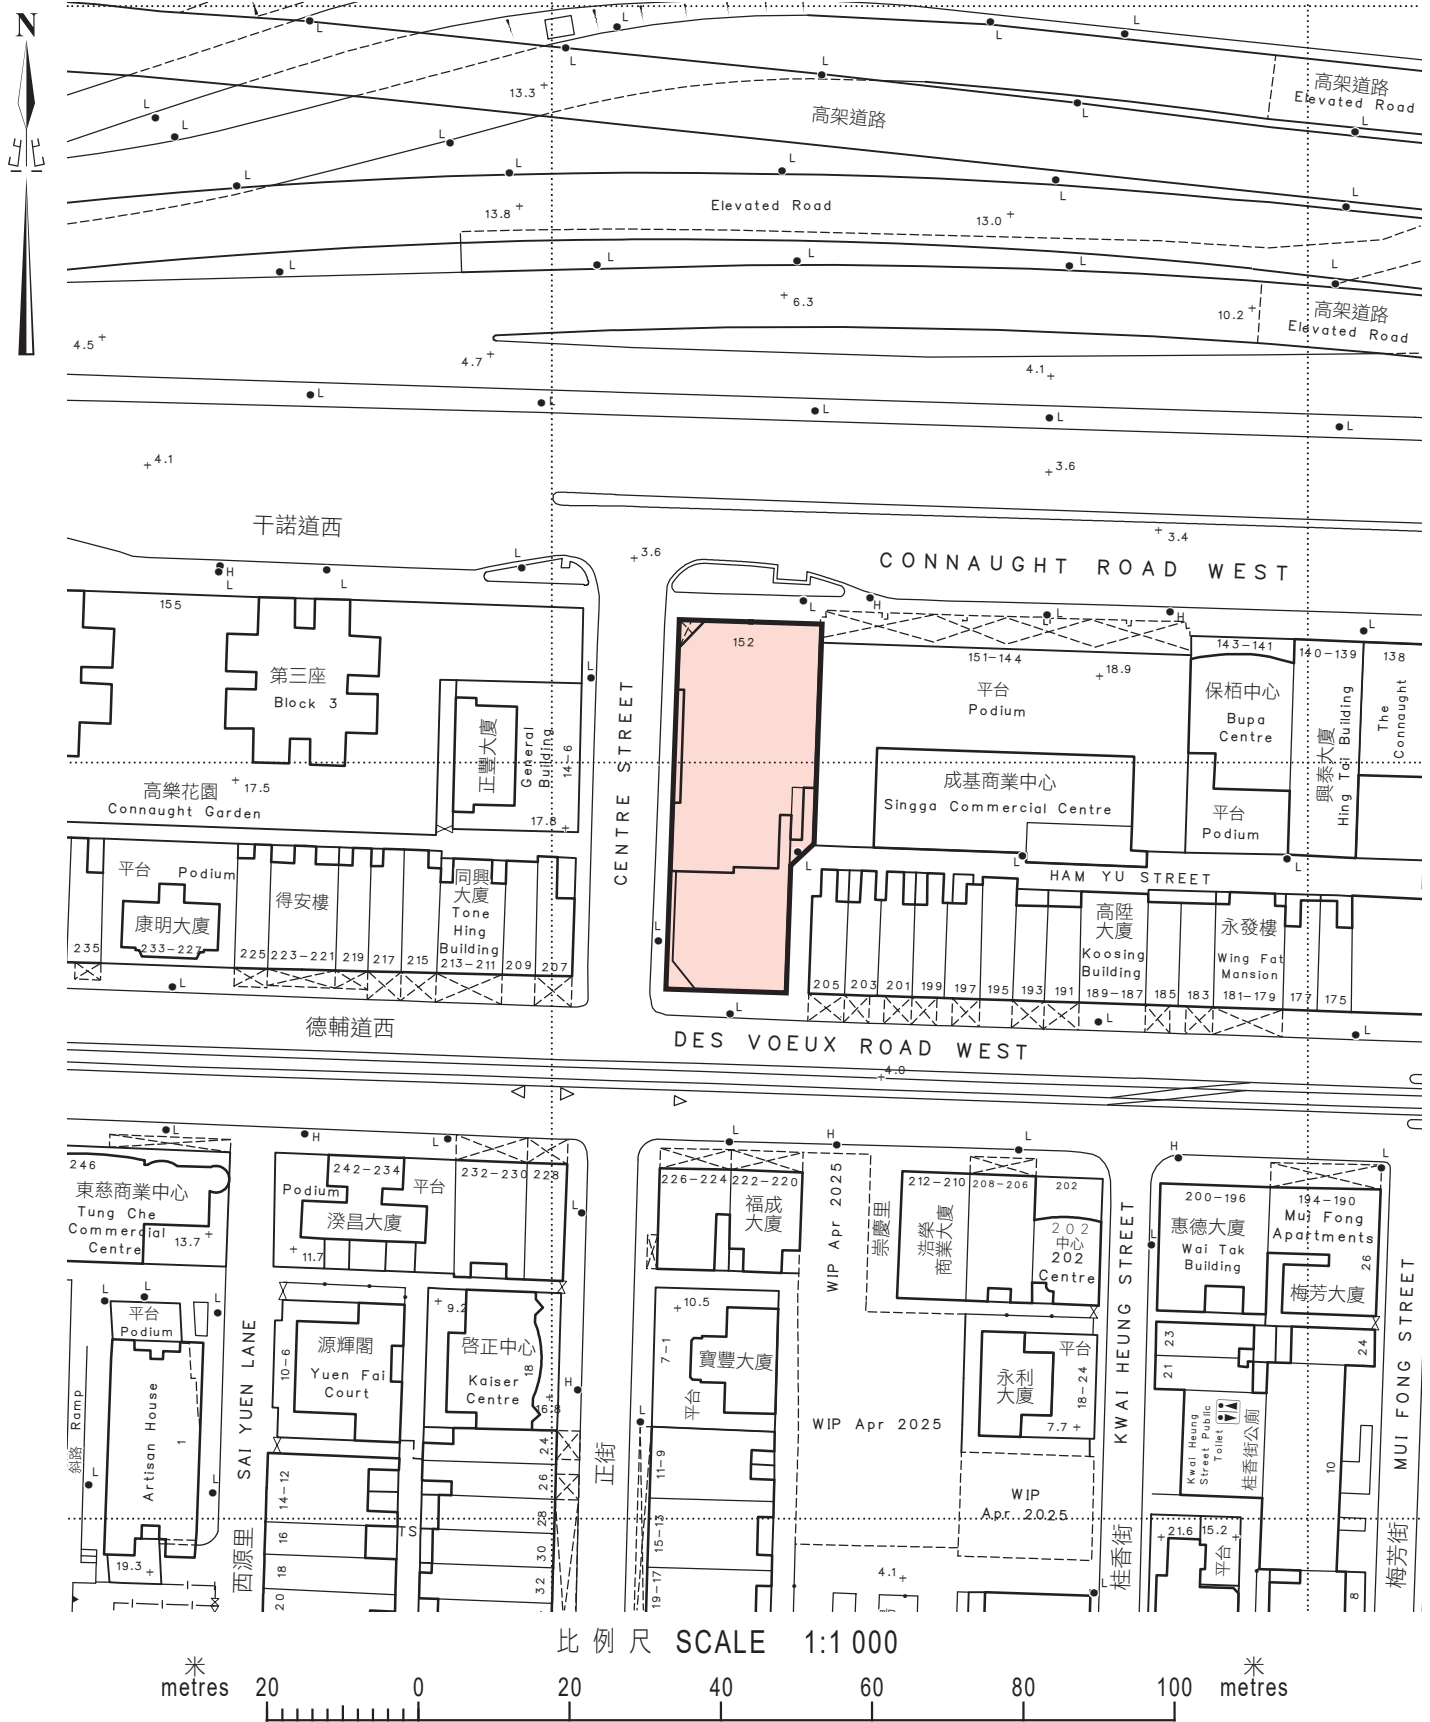 N
L
L
L
L
L
L
13.3
高架道路
Elevated Road
高架道路
L
L
L
L
L
L
L
L
L
L
L
13.8
Elevated Road
13.0
L
L
L
L
L
6.3
10.2
高架道路
Elevated Road
4.5
4.7
4.1
L
L
L
L
L
4.1
3.6
干諾道西
3.4
3.6
CONNAUGHT ROAD WEST
L
H
L
L
L
H
L
H
L
155
152
151-144
18.9
143-141
140-139
138
第三座
Block 3
L
平台
Podium
保栢中心
Bupa
Centre
興泰大廈
Hing Tai Building
The
Connaught
正豐大廈
General
Building
14-6
CENTRE STREET
高樂花園
17.5
Connaught Garden
17.8
成基商業中心
Singga Commercial Centre
平台
Podium
L
L
L
HAM YU STREET
平台
Podium
康明大廈
233-227
235
得安樓
225
223-221
219
217
215
同興
大廈
Tone
Hing
Building
213-211
209
207
L
L
205
203
201
199
197
195
193
191
高陞
大廈
Koosing
Building
189-187
185
183
永發樓
Wing Fat
Mansion
181-179
177
175
L
L
L
德輔道西
DES VOEUX ROAD WEST
4.0
L
H
L
L
H
L
H
L
246
東慈商業中心
Tung Che
Commercial
Centre
13.7
242-234
Podium
平台
湀昌大廈
11.7
232-230
228
L
226-224
222-220
福成
大廈
WIP Apr 2025
崇慶里
212-210
208-206
202
浩榮
商業大廈
202
中心
202
Centre
KWAI HEUNG STREET
L
200-196
惠德大廈
Wai Tak
Building
194-190
Mui Fong
Apartments
26
梅芳大廈
MUI FONG STREET
L
L
L
平台
Podium
SAI YUEN LANE
源輝閣
Yuen Fai
Court
10-6
9.2
啓正中心
Kaiser
Centre
18
16.8
H
10.5
7-1
寶豐大廈
平台
L
WIP Apr 2025
永利
大廈
平台
18-24
7.7
23
21
24
斜路 Ramp
Artisan House
1
L
L
14-12
16
18
20
TS
24
26
28
30
32
正街
11-9
15-13
19-17
WIP
Apr 2025
Kwai Heung
Street Public
Toilet
桂香街公廁
10
西源里
19.3
4.1
L
桂香街
21.6
15.2
平台
8
梅芳街
比例尺 SCALE 1:1 000
米
metres
20
0
20
40
60
80
100
米
metres